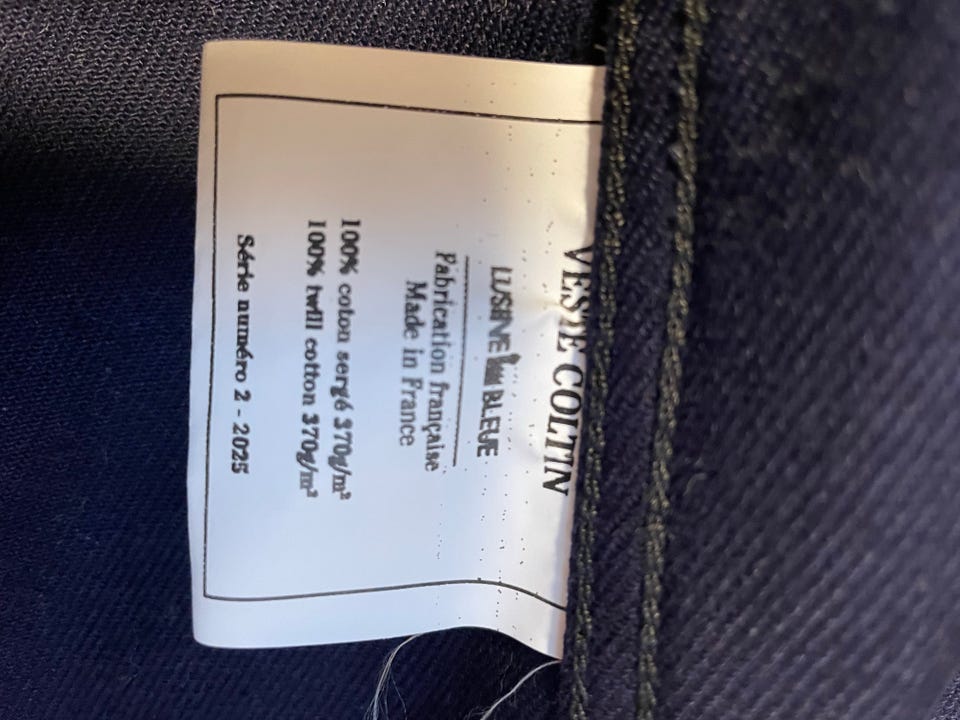 VESTE COLTIN
LUSINE BLEUE
Fabrication française
Made in France
100% coton sergé 370g/m²
100% twill cotton 370g/m²
Série numéro 2 - 2025